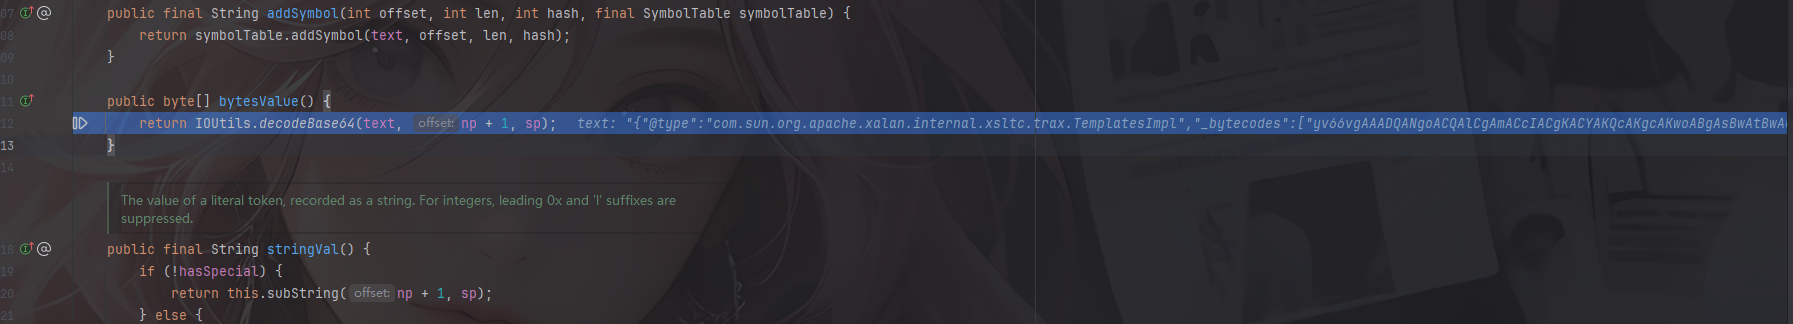 07 public final String addSymbol(int offset, int len, int hash, final SymbolTable symbolTable) {
08 return symbolTable.addSymbol(text, offset, len, hash);
09 }
10
11 public byte[] bytesValue() {
12 return IOUtils.decodeBase64(text, offset: np + 1, sp); text: "{"@type":"com.sun.org.apache.xalan.internal.xsltc.trax.TemplatesImpl","_bytecodes":["yv66vgAAADQANgoACQAlCgAmACcIACgKACYAKQcAKgcAKwoABgAsBwAtBwA
13 }
14
The value of a literal token, recorded as a string. For integers, leading 0x and 'l' suffixes are
suppressed.
18 public final String stringVal() {
19 if (!hasSpecial) {
20 return this.subString( offset: np + 1, sp);
21 } else {